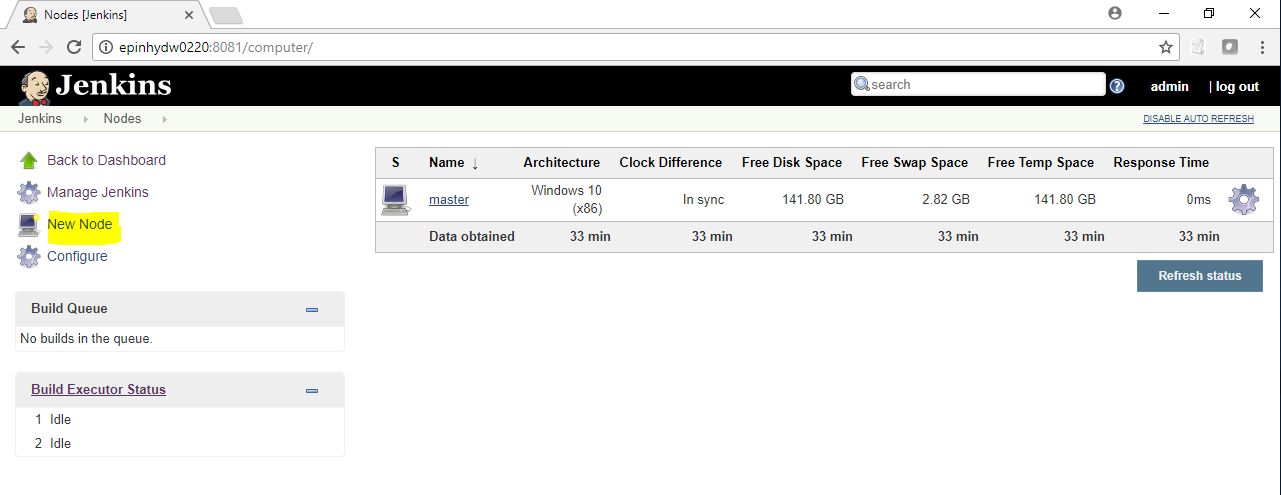 Nodes [Jenkins]
epinhydw0220:8081/computer/
Jenkins
search
admin
| log out
Jenkins
Nodes
DISABLE AUTO REFRESH
Back to Dashboard
Manage Jenkins
New Node
Configure
Build Queue
No builds in the queue.
Build Executor Status
1 Idle
2 Idle
S Name ↓ Architecture Clock Difference Free Disk Space Free Swap Space Free Temp Space Response Time
master Windows 10 (x86) In sync 141.80 GB 2.82 GB 141.80 GB 0ms
Data obtained 33 min 33 min 33 min 33 min 33 min 33 min
Refresh status